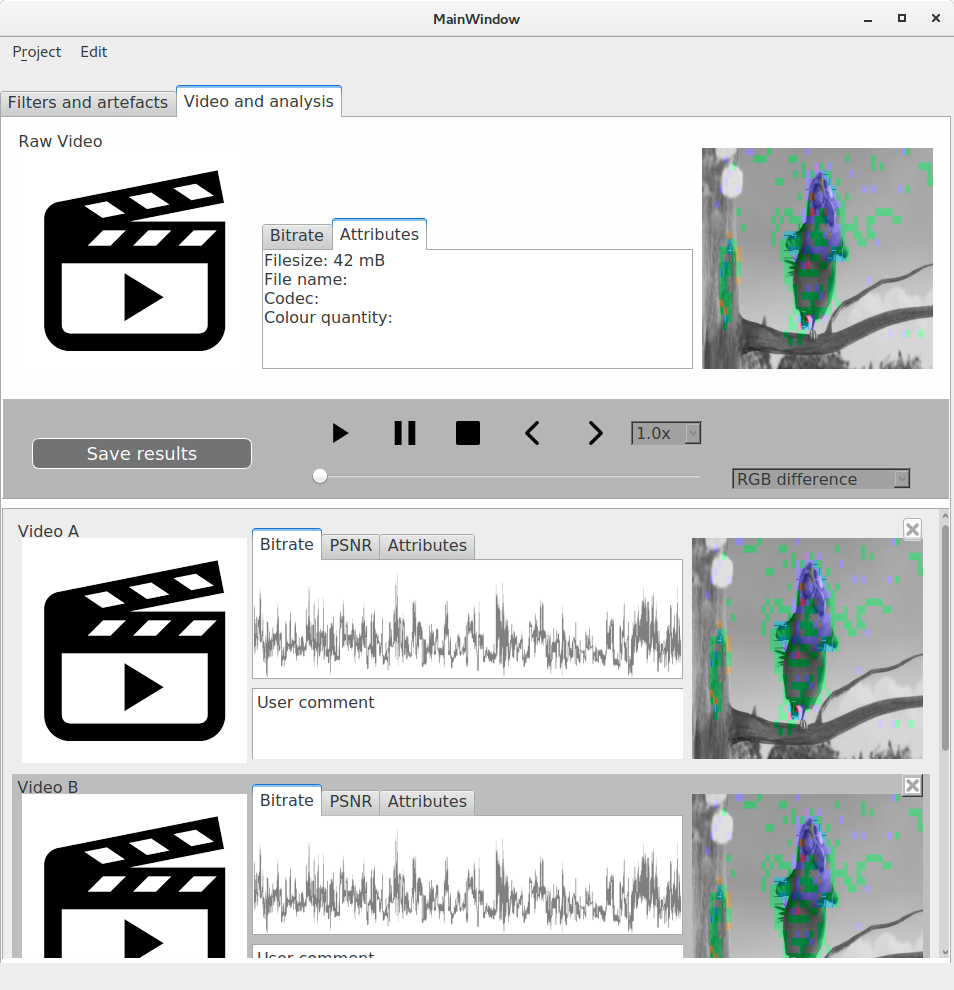 MainWindow
Project Edit
Filters and artefacts Video and analysis
Raw Video
Bitrate Attributes
Filesize: 42 mB
File name:
Codec:
Colour quantity:
1.0x
Save results
RGB difference
Video A
Bitrate PSNR Attributes
User comment
Video B
Bitrate PSNR Attributes
User comment